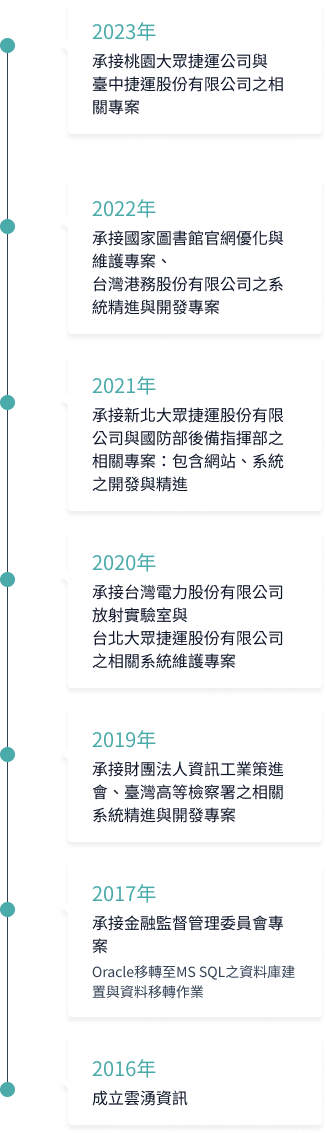 2023年
承接桃園大眾捷運公司與
臺中捷運股份有限公司之相
關專案
2022年
承接國家圖書館官網優化與
維護專案、
台灣港務股份有限公司之系
統精進與開發專案
2021年
承接新北大眾捷運股份有限
公司與國防部後備指揮部之
相關專案：包含網站、系統
之開發與精進
2020年
承接台灣電力股份有限公司
放射實驗室與
台北大眾捷運股份有限公司
之相關系統維護專案
2019年
承接財團法人資訊工業策進
會、臺灣高等檢察署之相關
系統精進與開發專案
2017年
承接金融監督管理委員會專
案
Oracle移轉至MS SQL之資料庫建
置與資料移轉作業
2016年
成立雲湧資訊